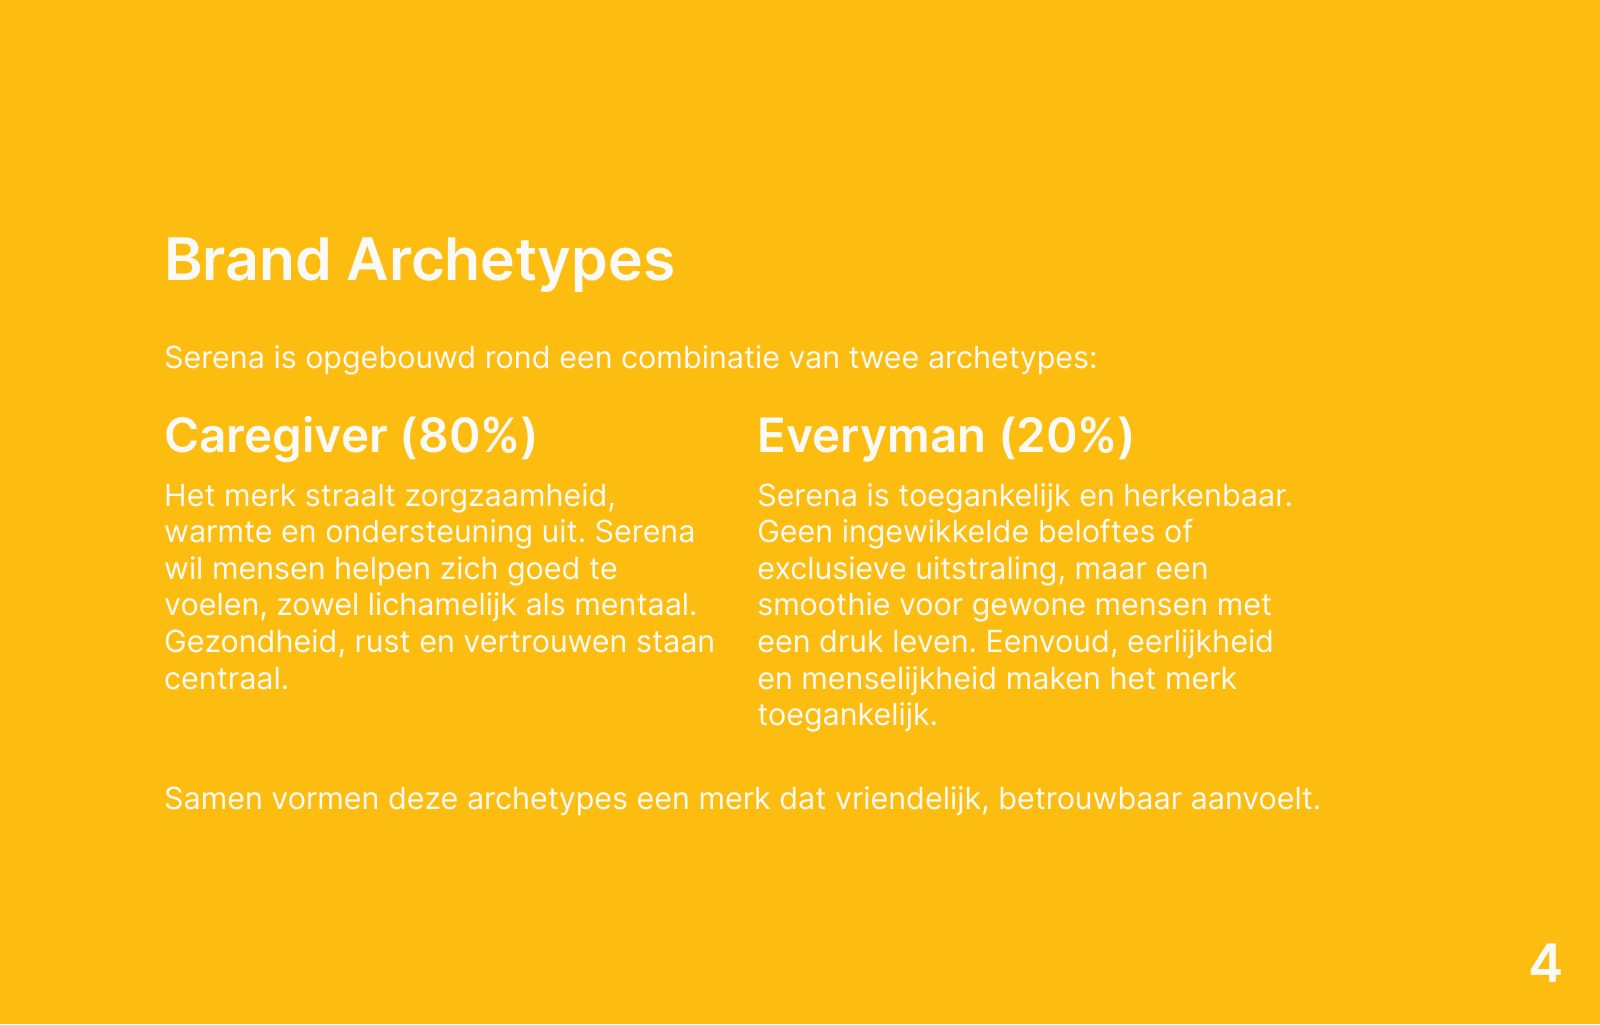 Brand Archetypes
Serena is opgebouwd rond een combinatie van twee archetypes:
Caregiver (80%)
Het merk straalt zorgzaamheid,
warmte en ondersteuning uit. Serena
wil mensen helpen zich goed te
voelen, zowel lichamelijk als mentaal.
Gezondheid, rust en vertrouwen staan
centraal.
Everyman (20%)
Serena is toegankelijk en herkenbaar.
Geen ingewikkelde beloftes of
exclusieve uitstraling, maar een
smoothie voor gewone mensen met
een druk leven. Eenvoud, eerlijkheid
en menselijkheid maken het merk
toegankelijk.
Samen vormen deze archetypes een merk dat vriendelijk, betrouwbaar aanvoelt.
4